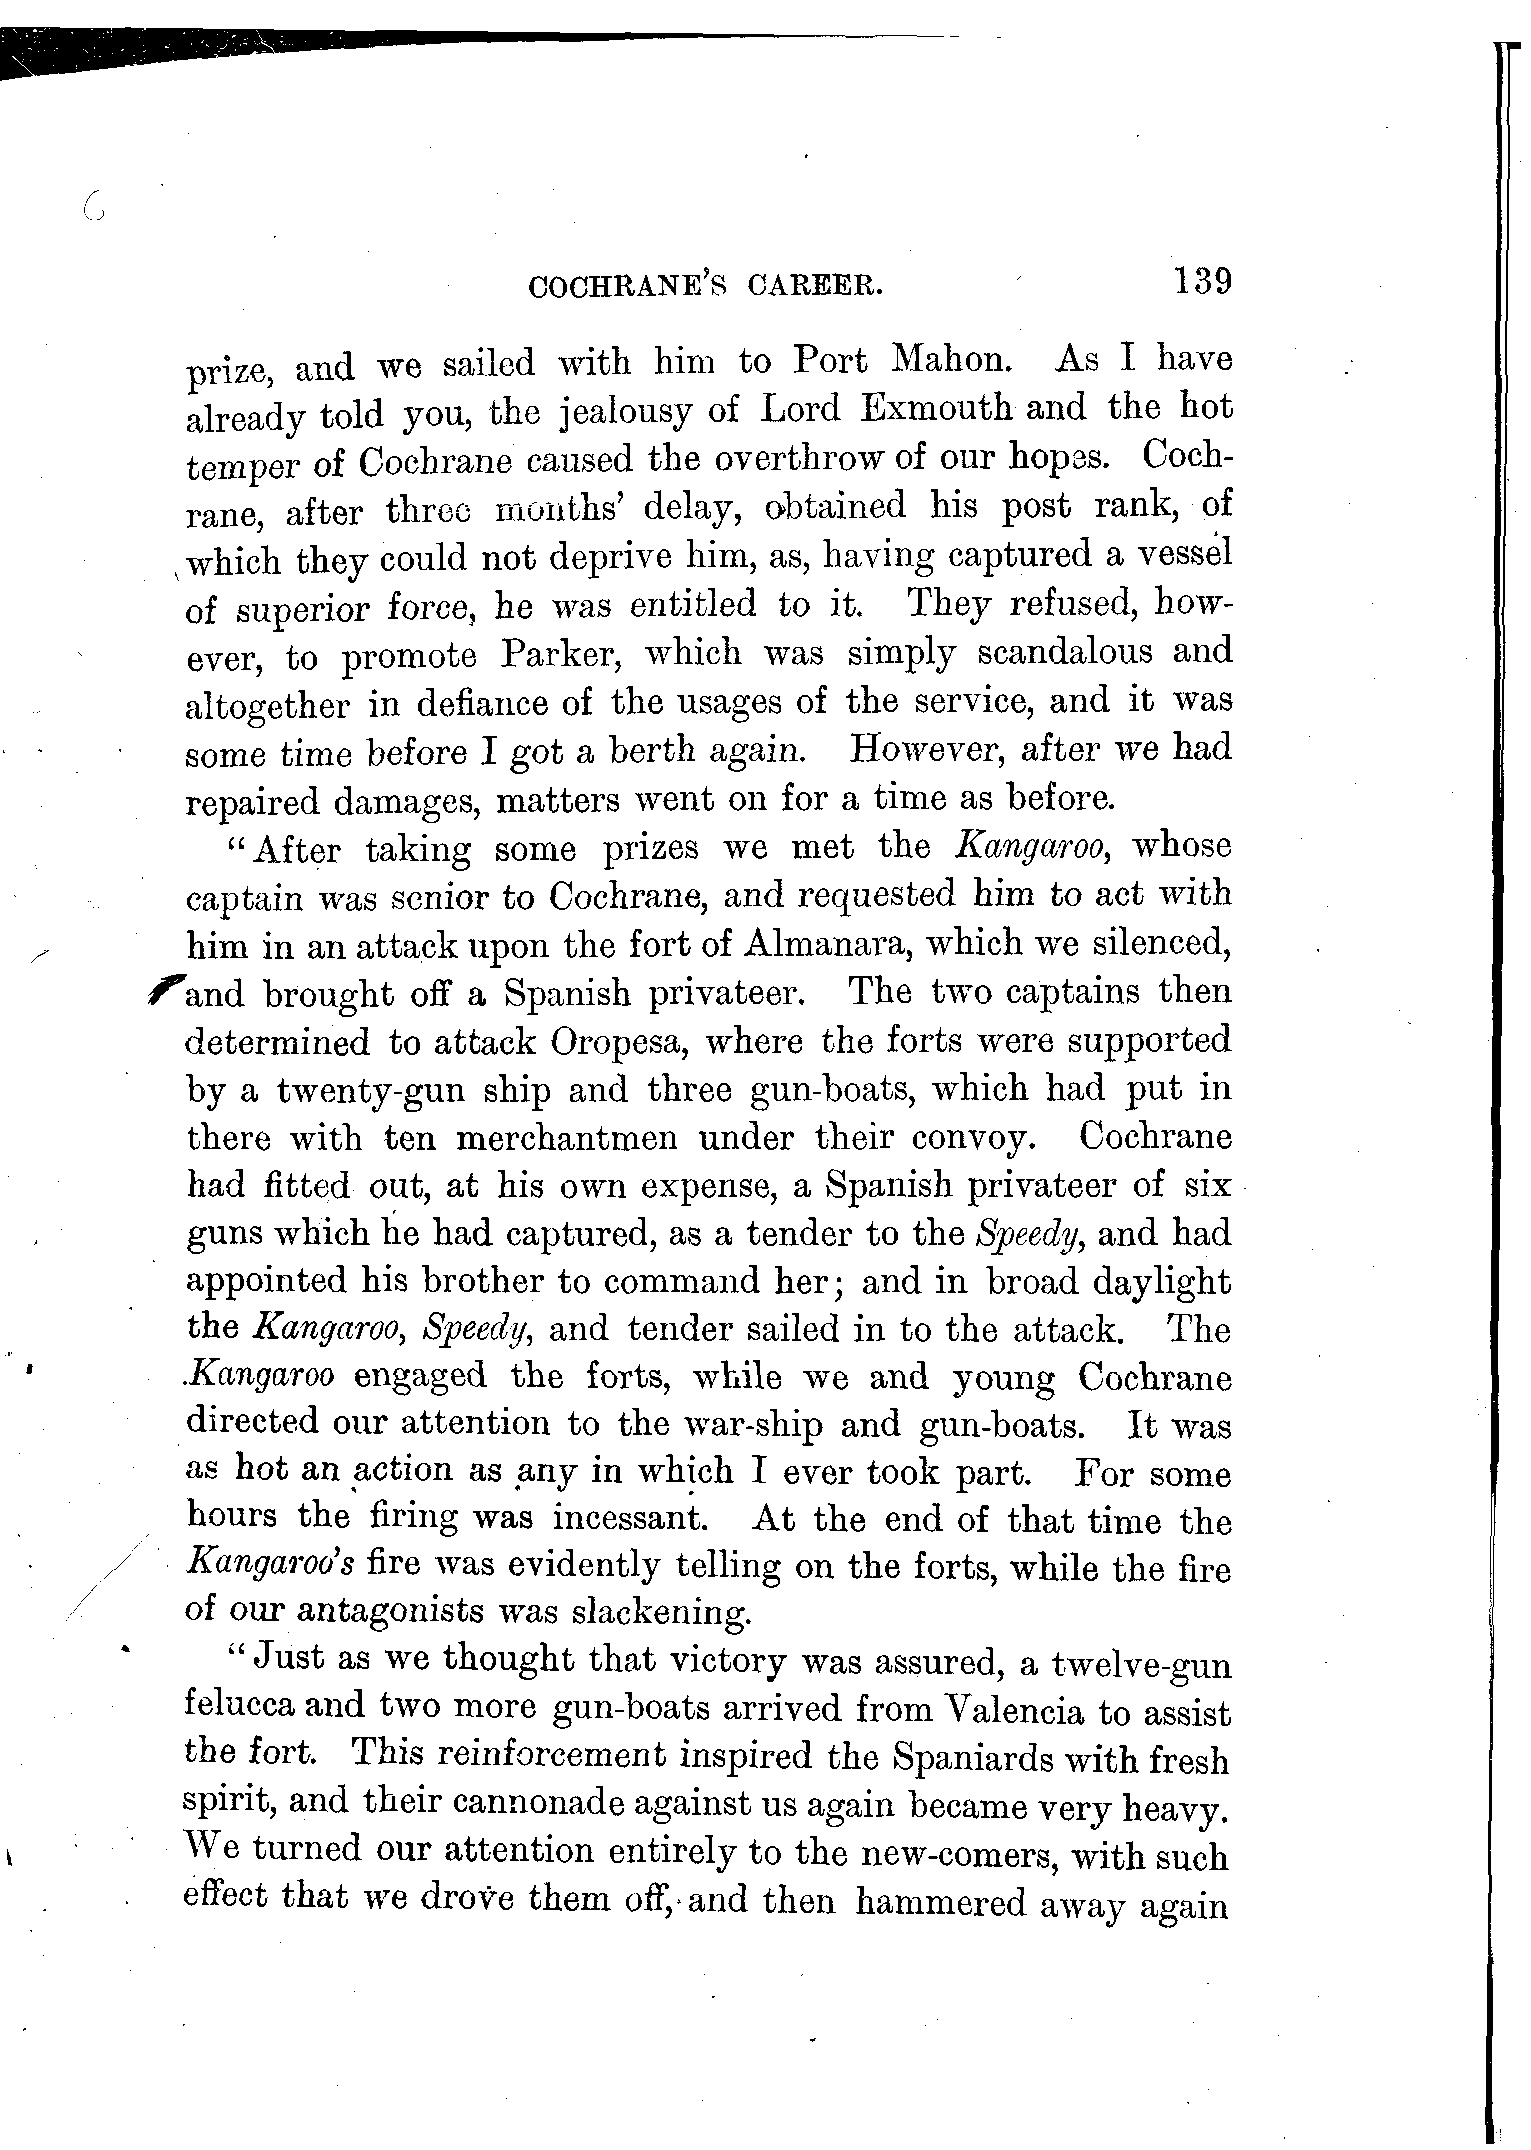 COCHRANE'S CAREER. 139
prize, and we sailed with him to Port Mahon. As I have
already told you, the jealousy of Lord Exmouth and the hot
temper of Cochrane caused the overthrow of our hopes. Coch-
rane, after three months' delay, obtained his post rank, of
which they could not deprive him, as, having captured a vessel
of superior force, he was entitled to it. They refused, how-
ever, to promote Parker, which was simply scandalous and
altogether in defiance of the usages of the service, and it was
some time before I got a berth again. However, after we had
repaired damages, matters went on for a time as before.
"After taking some prizes we met the Kangaroo, whose
captain was senior to Cochrane, and requested him to act with
him in an attack upon the fort of Almanara, which we silenced,
and brought off a Spanish privateer. The two captains then
determined to attack Oropesa, where the forts were supported
by a twenty-gun ship and three gun-boats, which had put in
there with ten merchantmen under their convoy. Cochrane
had fitted out, at his own expense, a Spanish privateer of six
guns which he had captured, as a tender to the Speedy, and had
appointed his brother to command her; and in broad daylight
the Kangaroo, Speedy, and tender sailed in to the attack. The
Kangaroo engaged the forts, while we and young Cochrane
directed our attention to the war-ship and gun-boats. It was
as hot an action as any in which I ever took part. For some
hours the firing was incessant. At the end of that time the
Kangaroo's fire was evidently telling on the forts, while the fire
of our antagonists was slackening.
"Just as we thought that victory was assured, a twelve-gun
felucca and two more gun-boats arrived from Valencia to assist
the fort. This reinforcement inspired the Spaniards with fresh
spirit, and their cannonade against us again became very heavy.
We turned our attention entirely to the new-comers, with such
effect that we drove them off, and then hammered away again